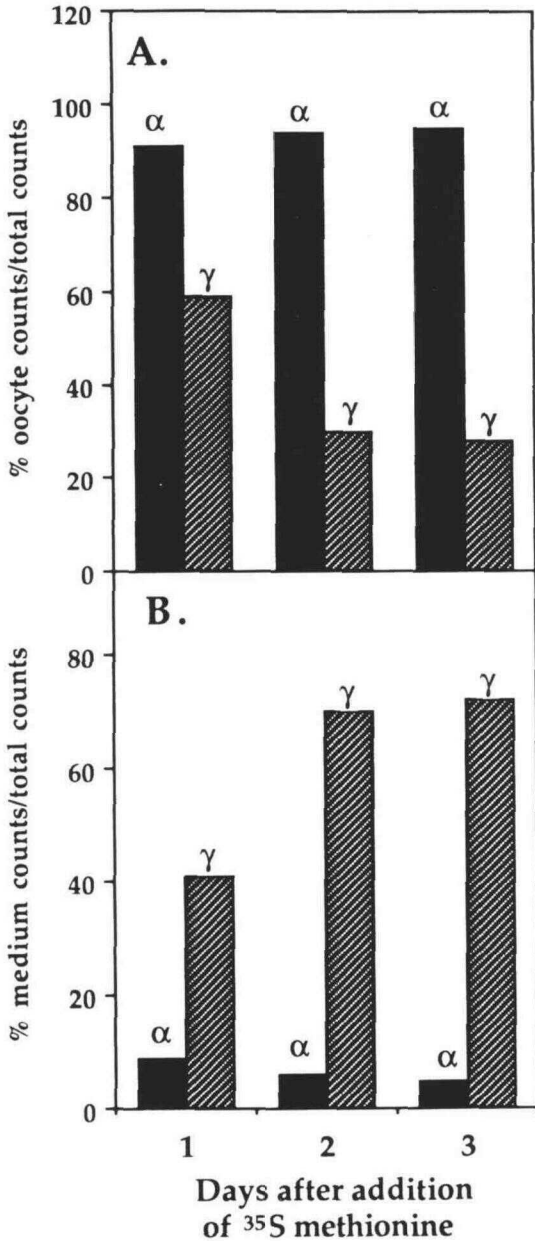 120
A.
α α α
100
80
γ
60
40
γ γ
20
0
% oocyte counts/total counts
B.
80
γ γ
60
γ
40
20
α α α
0
% medium counts/total counts
1 2 3
Days after addition
of ³⁵S methionine